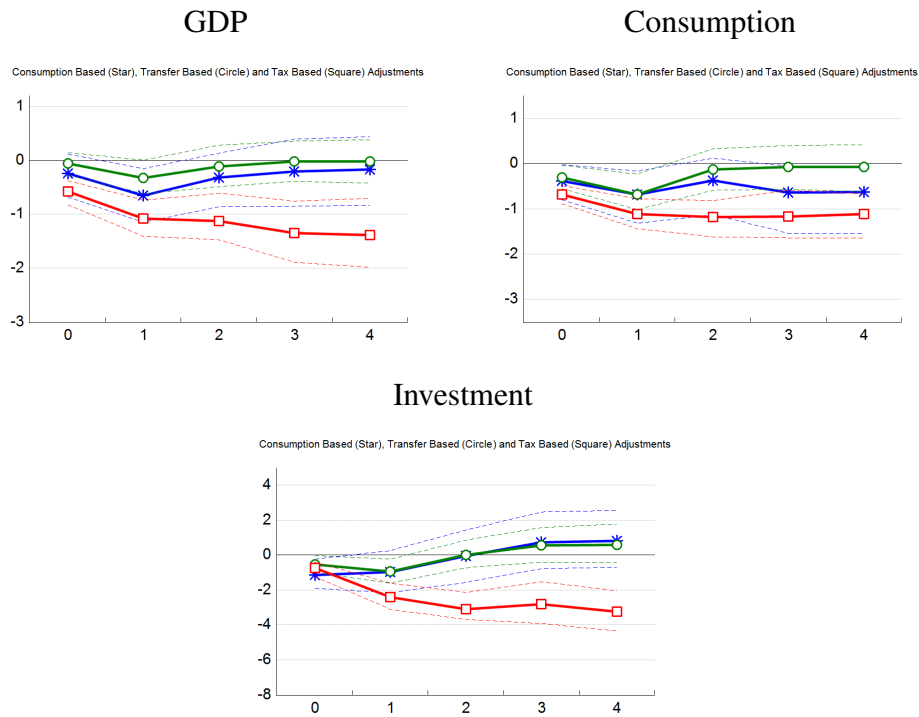 GDP
Consumption Based (Star), Transfer Based (Circle) and Tax Based (Square) Adjustments
1
0
-1
-2
-3
0 1 2 3 4
Consumption
Consumption Based (Star), Transfer Based (Circle) and Tax Based (Square) Adjustments
1
0
-1
-2
-3
0 1 2 3 4
Investment
Consumption Based (Star), Transfer Based (Circle) and Tax Based (Square) Adjustments
4
2
0
-2
-4
-6
-8
0 1 2 3 4